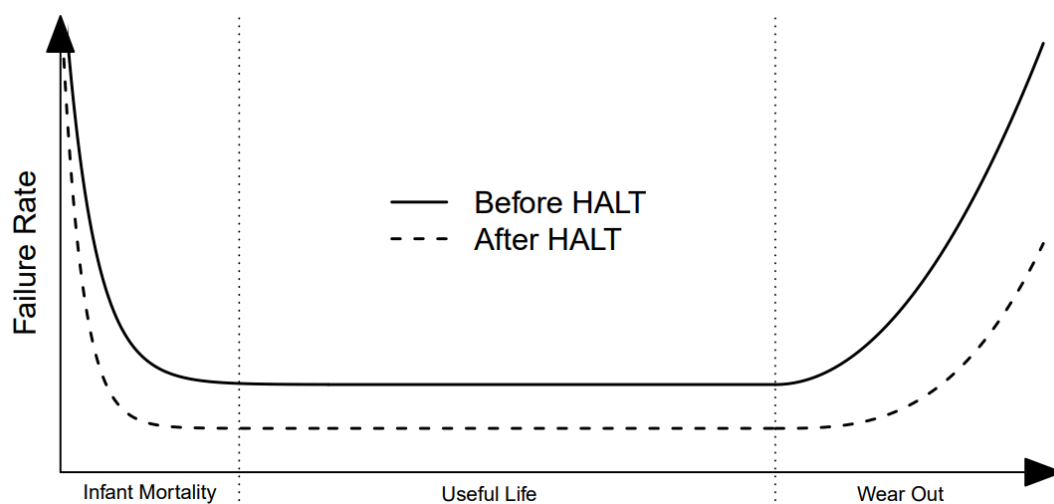 Failure Rate
Before HALT
After HALT
Infant Mortality
Useful Life
Wear Out